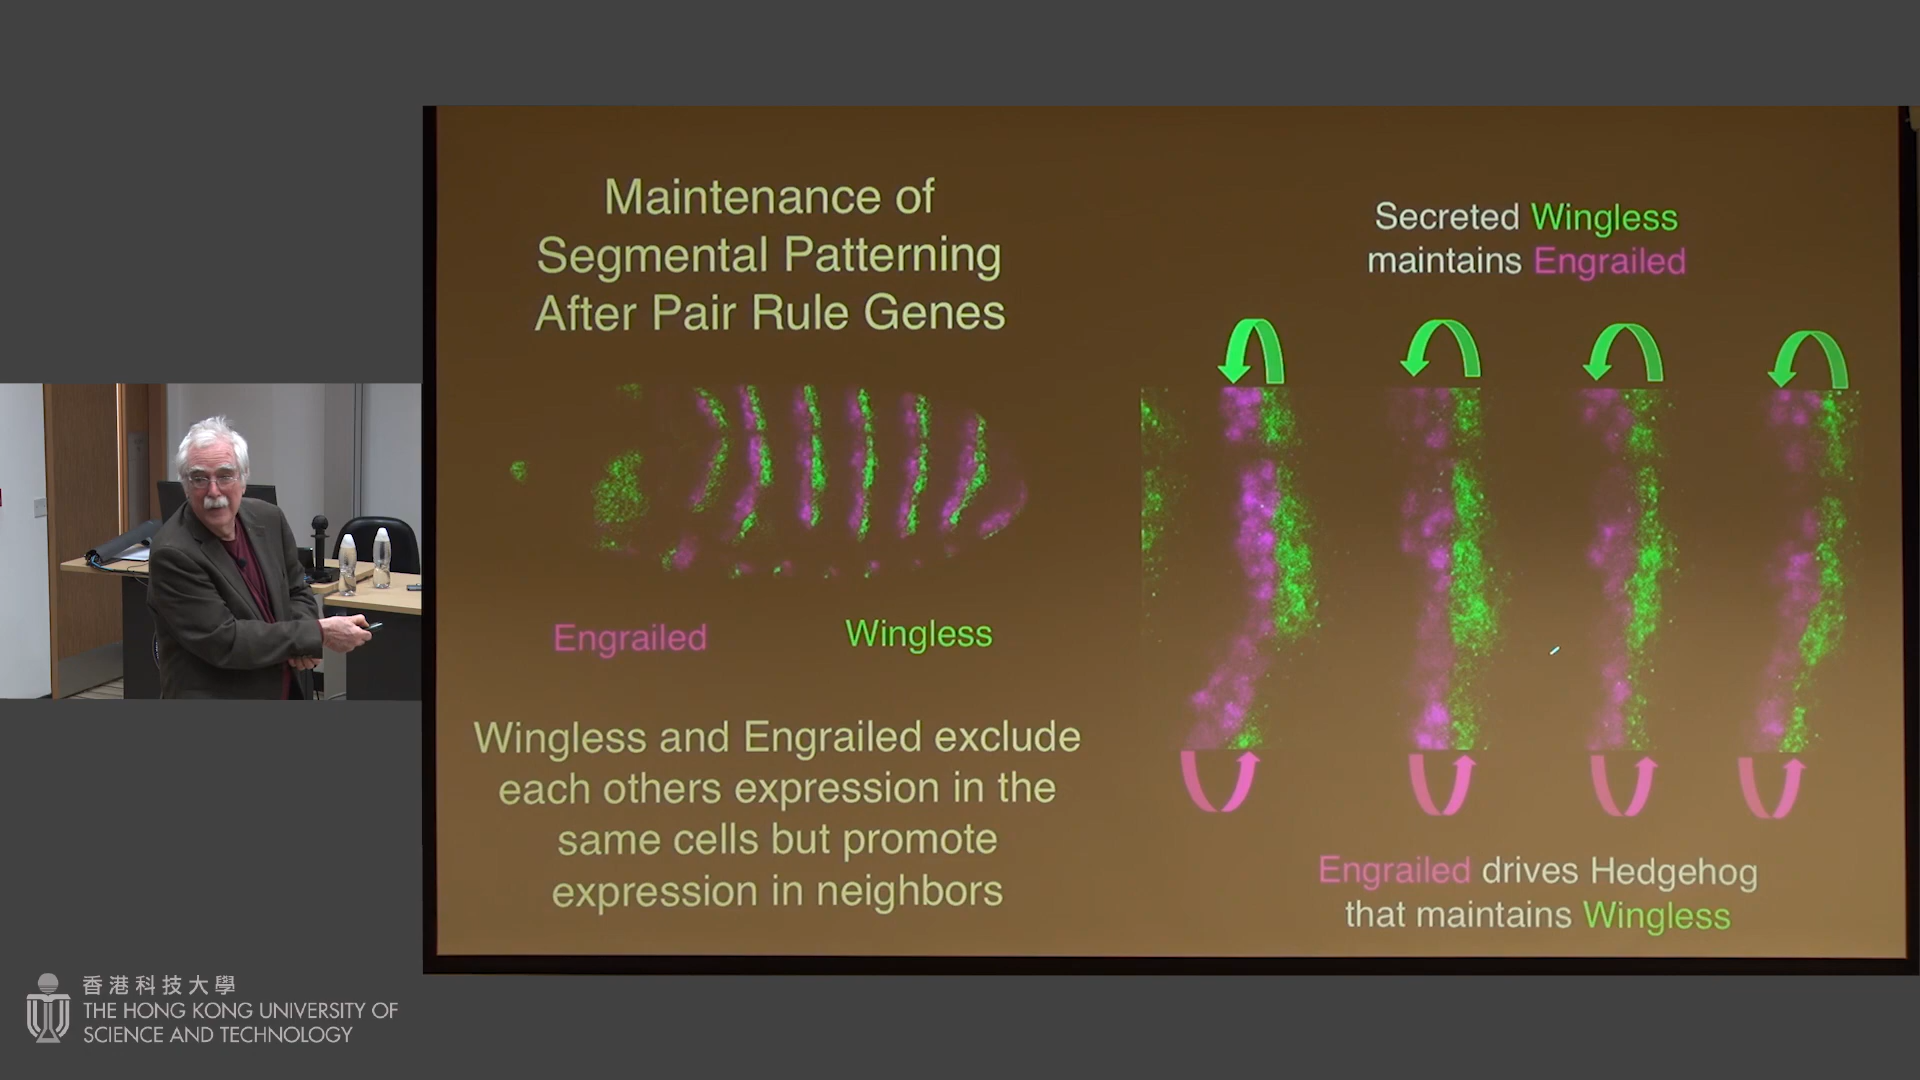 Maintenance of
Segmental Patterning
After Pair Rule Genes
Engrailed
Wingless
Wingless and Engrailed exclude
each others expression in the
same cells but promote
expression in neighbors
Secreted Wingless
maintains Engrailed
Engrailed drives Hedgehog
that maintains Wingless
香港科技大學
THE HONG KONG UNIVERSITY OF
SCIENCE AND TECHNOLOGY